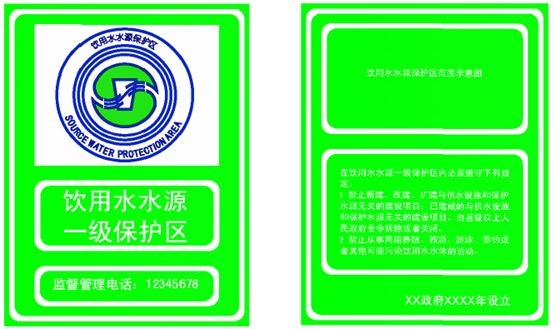 饮用水水源保护区
SOURCE WATER PROTECTION AREA
饮用水水源
一级保护区
监督管理电话：12345678
饮用水水源保护区范围示意图
在饮用水水源一级保护区内必须遵守下列规
定：
1 禁止新建、改建、扩建与供水设施和保护
水源无关的建设项目；已建成的与供水设施
和保护水源无关的建设项目，由县级以上人
民政府责令拆除或者关闭。
2 禁止从事网箱养殖、旅游、游泳、垂钓或
者其他可能污染饮用水水体的活动。
XX政府XXXX年设立